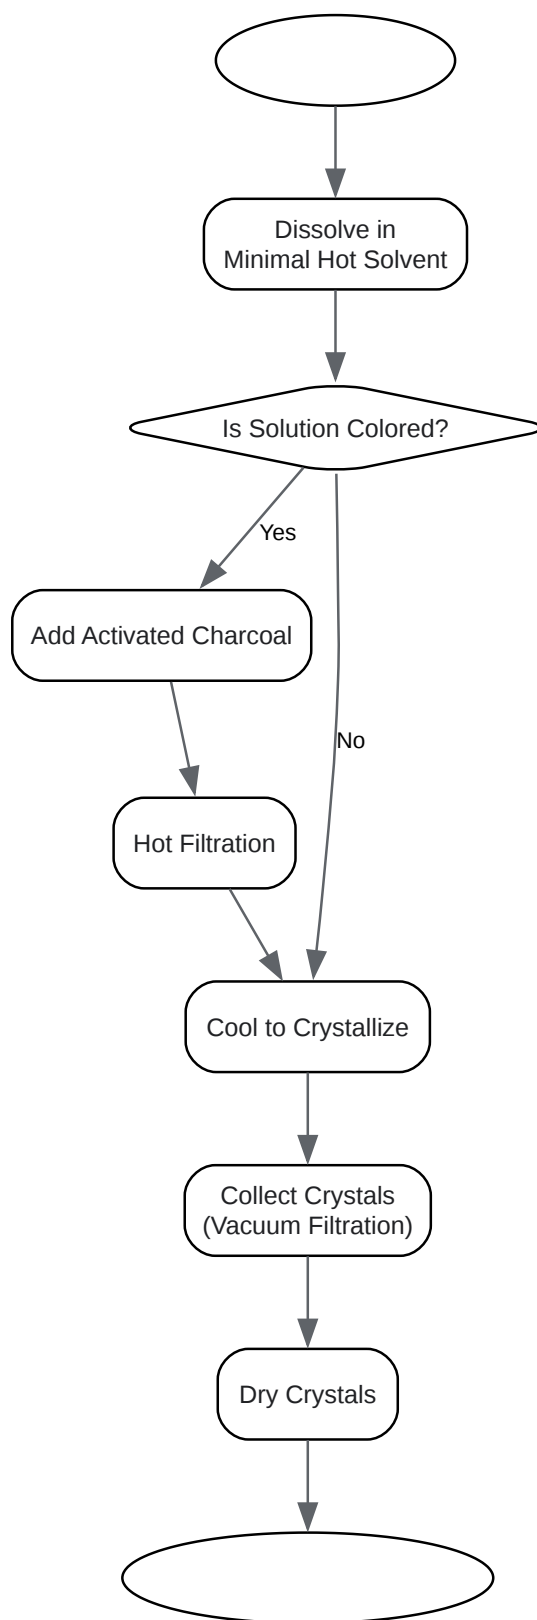 Dissolve in
Minimal Hot Solvent
Is Solution Colored?
Yes
Add Activated Charcoal
No
Hot Filtration
Cool to Crystallize
Collect Crystals
(Vacuum Filtration)
Dry Crystals